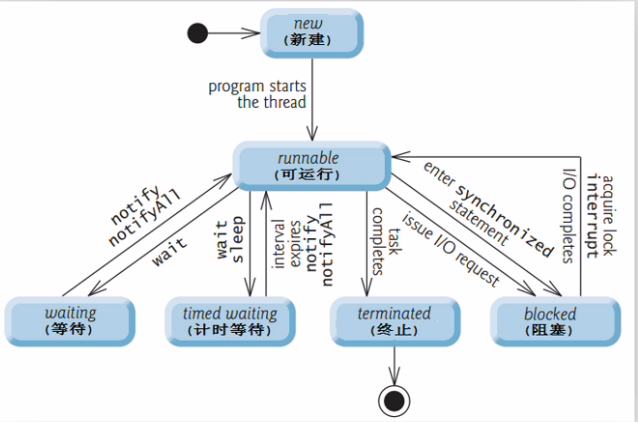 new
(新建)
program starts
the thread
runnable
(可运行)
notify
notifyAll
wait
wait
sleep
interval
expires
notify
notifyAll
task
completes
enter synchronized
statement
issue I/O request
I/O completes
interrupt
acquire lock
waiting
(等待)
timed waiting
(计时等待)
terminated
(终止)
blocked
(阻塞)